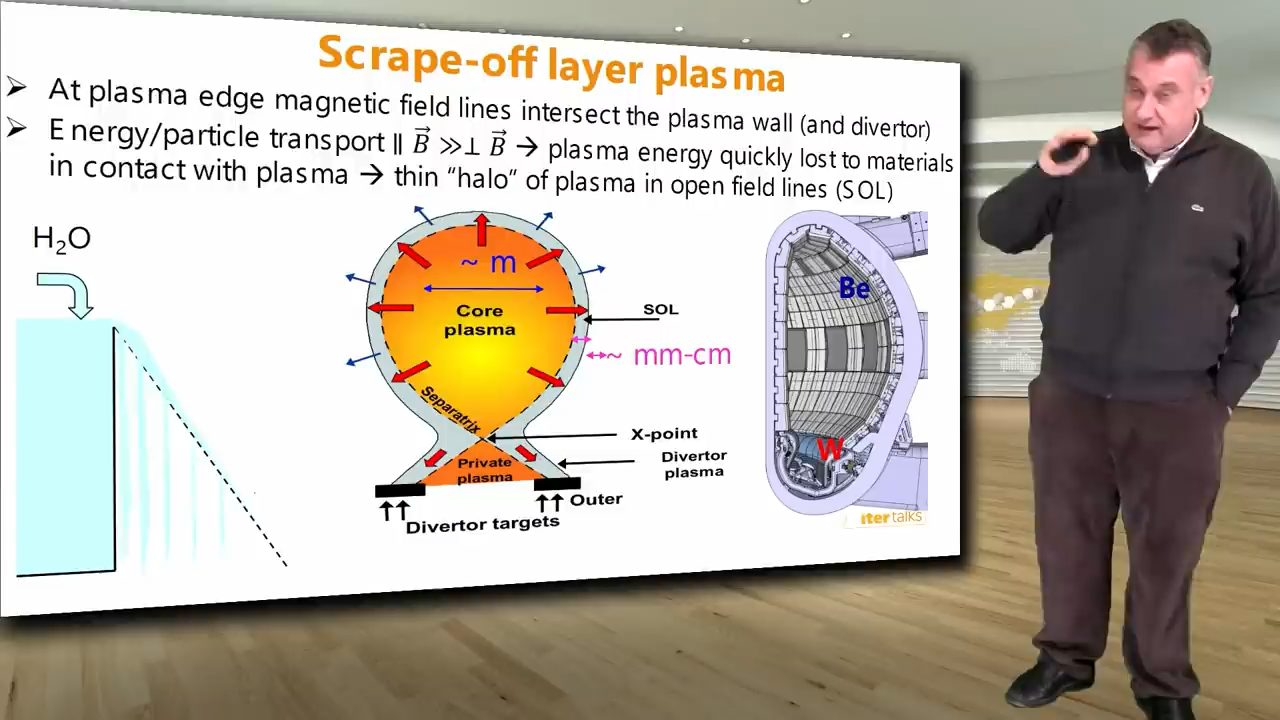 Scrape-off layer plasma
➢ At plasma edge magnetic field lines intersect the plasma wall (and divertor)
➢ Energy/particle transport ∥ B⃗ ≫⊥ B⃗ → plasma energy quickly lost to materials
in contact with plasma → thin “halo” of plasma in open field lines (SOL)
H₂O
~ m
Core
plasma
SOL
~ mm-cm
Separatrix
X-point
Private
plasma
Divertor
plasma
Outer
Divertor targets
Be
W
iter talks